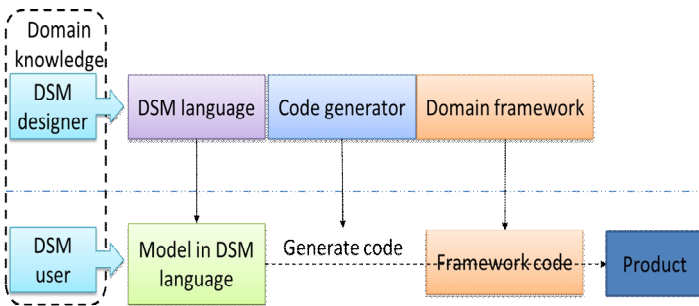 Domain
knowledge
DSM
designer
DSM language
Code generator
Domain framework
DSM
user
Model in DSM
language
Generate code
Framework code
Product